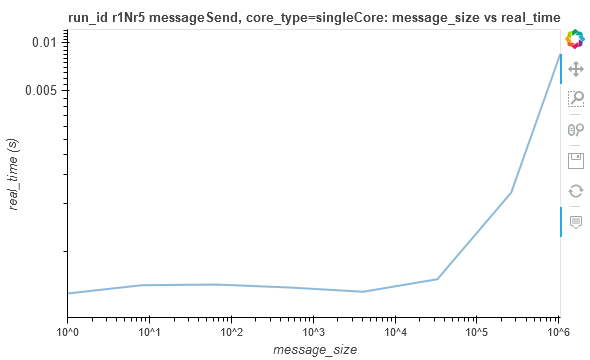 run_id r1Nr5 messageSend, core_type=singleCore: message_size vs real_time
0.01
0.005
real_time (s)
10^0 10^1 10^2 10^3 10^4 10^5 10^6
message_size